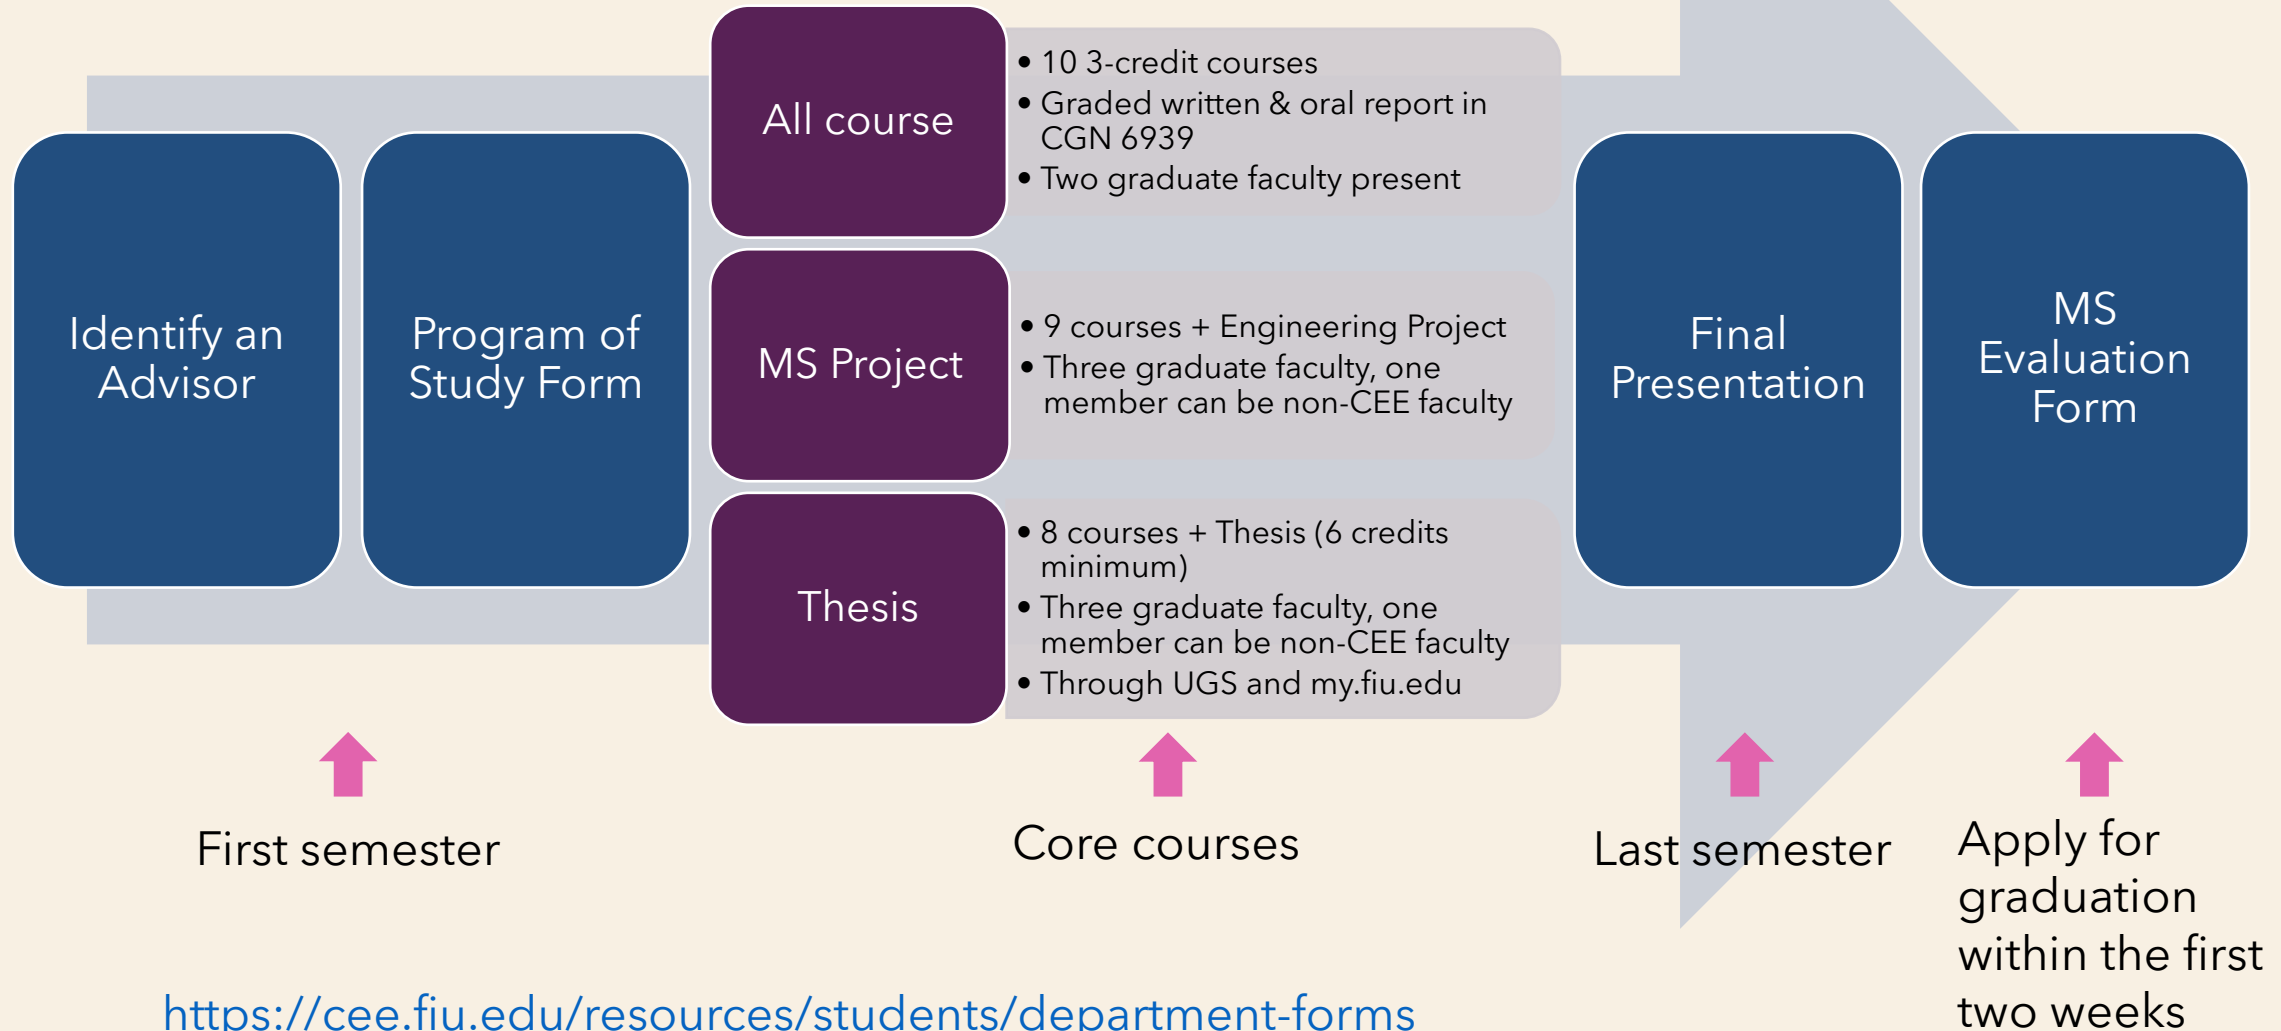 Identify an
Advisor
Program of
Study Form
All course
• 10 3-credit courses
• Graded written & oral report in
CGN 6939
• Two graduate faculty present
MS Project
• 9 courses + Engineering Project
• Three graduate faculty, one
member can be non-CEE faculty
Thesis
• 8 courses + Thesis (6 credits
minimum)
• Three graduate faculty, one
member can be non-CEE faculty
• Through UGS and my.fiu.edu
Final
Presentation
MS
Evaluation
Form
First semester
Core courses
Last semester
Apply for
graduation
within the first
two weeks
https://cee.fiu.edu/resources/students/department-forms